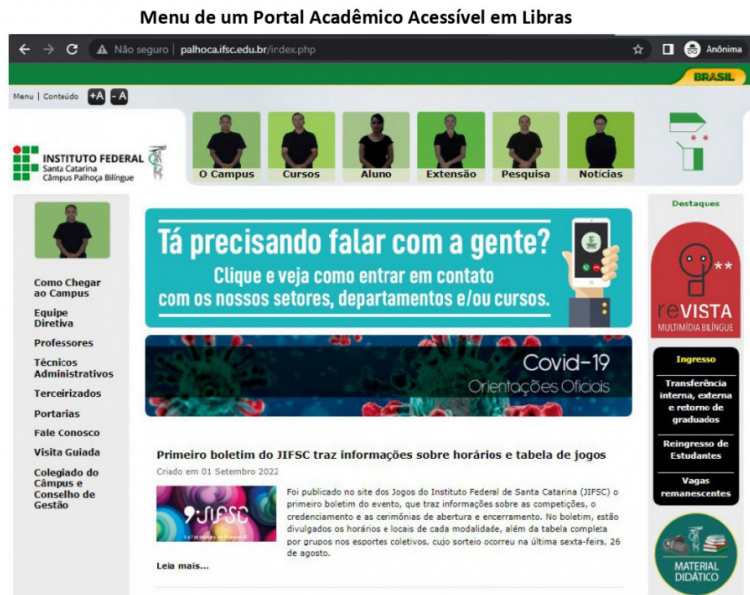 Menu de um Portal Acadêmico Acessível em Libras
Não seguro | palhoca.ifsc.edu.br/index.php
Anônima
BRASIL
Menu | Conteúdo +A - A
INSTITUTO FEDERAL
Santa Catarina
Câmpus Palhoça Bilíngue
O Campus
Cursos
Aluno
Extensão
Pesquisa
Notícias
Como Chegar
ao Campus
Equipe
Diretiva
Professores
Técnicos
Administrativos
Terceirizados
Portarias
Fale Conosco
Visita Guiada
Colegiado do
Câmpus e
Conselho de
Gestão
Tá precisando falar com a gente?
Clique e veja como entrar em contato
com os nossos setores, departamentos e/ou cursos.
Covid-19
Orientações Oficiais
Primeiro boletim do JIFSC traz informações sobre horários e tabela de jogos
Criado em 01 Setembro 2022
JIFSC
Foi publicado no site dos Jogos do Instituto Federal de Santa Catarina (JIFSC) o
primeiro boletim do evento, que traz informações sobre as competições, o
credenciamento e as cerimônias de abertura e encerramento. No boletim, estão
divulgados os horários e locais de cada modalidade, além da tabela completa
por grupos nos esportes coletivos, cujo sorteio ocorreu na última sexta-feira, 26
de agosto.
Leia mais...
Destaques
reVISTA
MULTIMÍDIA BILÍNGUE
Ingresso
Transferência
interna, externa
e retorno de
graduados
Reingresso de
Estudantes
Vagas
remanescentes
MATERIAL
DIDÁTICO